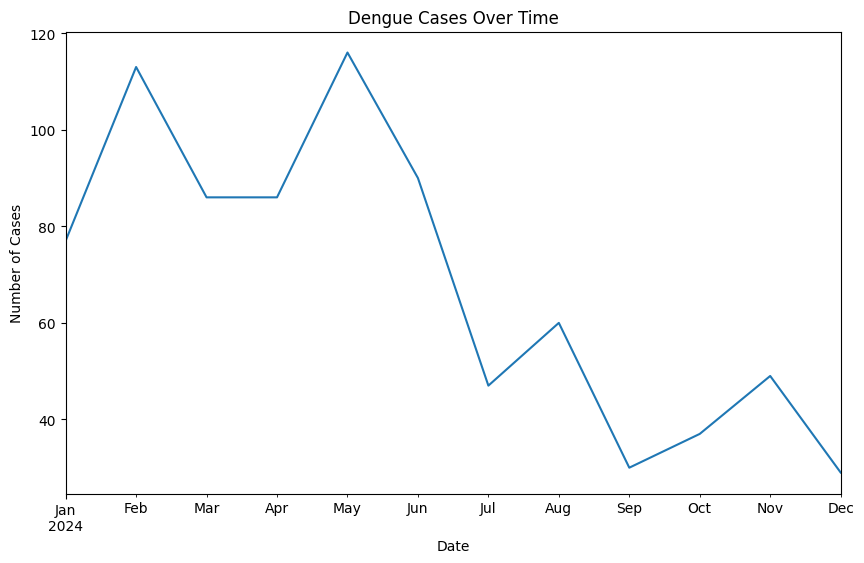 Dengue Cases Over Time
Number of Cases
120
100
80
60
40
Jan Feb Mar Apr May Jun Jul Aug Sep Oct Nov Dec
2024
Date